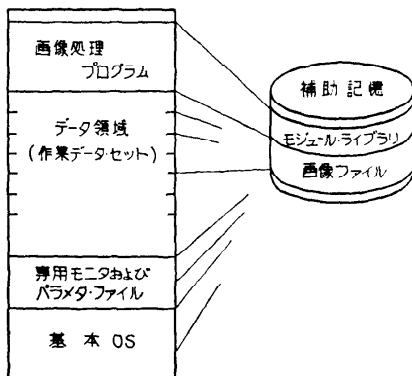 画像処理
プログラム
データ領域
(作業データ・セット)
専用モニタおよび
パラメタ・ファイル
基本OS
補助記憶
モジュール・ライブラリ
画像ファイル